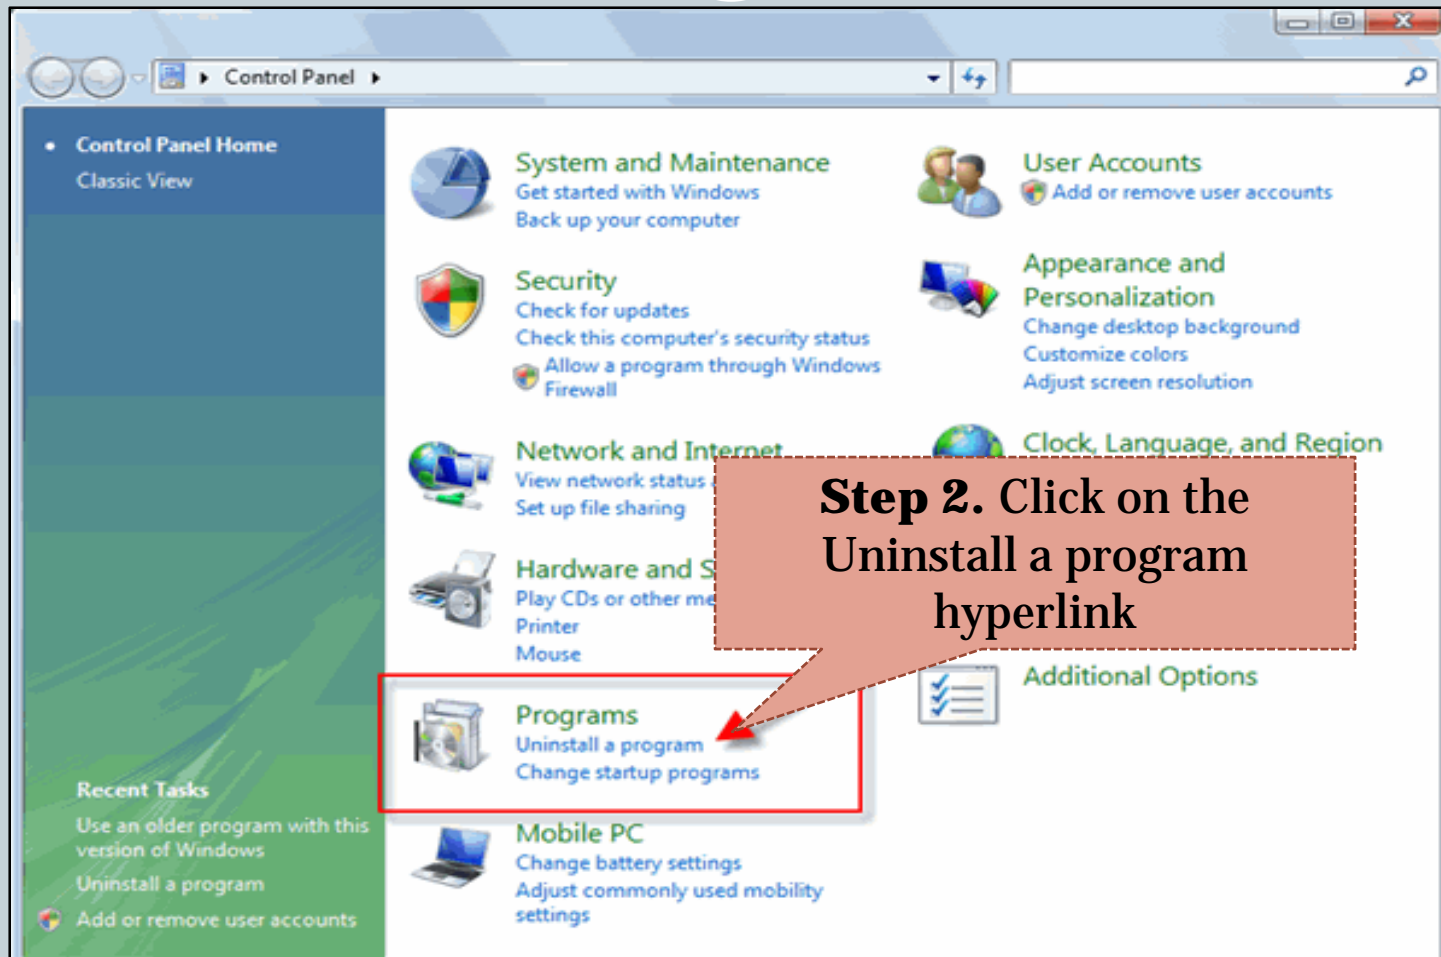 Control Panel
Control Panel Home
Classic View
System and Maintenance
Get started with Windows
Back up your computer
Security
Check for updates
Check this computer's security status
Allow a program through Windows
Firewall
Network and Internet
View network status
Set up file sharing
Hardware and S
Play CDs or other me
Printer
Mouse
Programs
Uninstall a program
Change startup programs
Mobile PC
Change battery settings
Adjust commonly used mobility
settings
User Accounts
Add or remove user accounts
Appearance and
Personalization
Change desktop background
Customize colors
Adjust screen resolution
Clock, Language, and Region
Step 2. Click on the
Uninstall a program
hyperlink
Additional Options
Recent Tasks
Use an older program with this
version of Windows
Uninstall a program
Add or remove user accounts